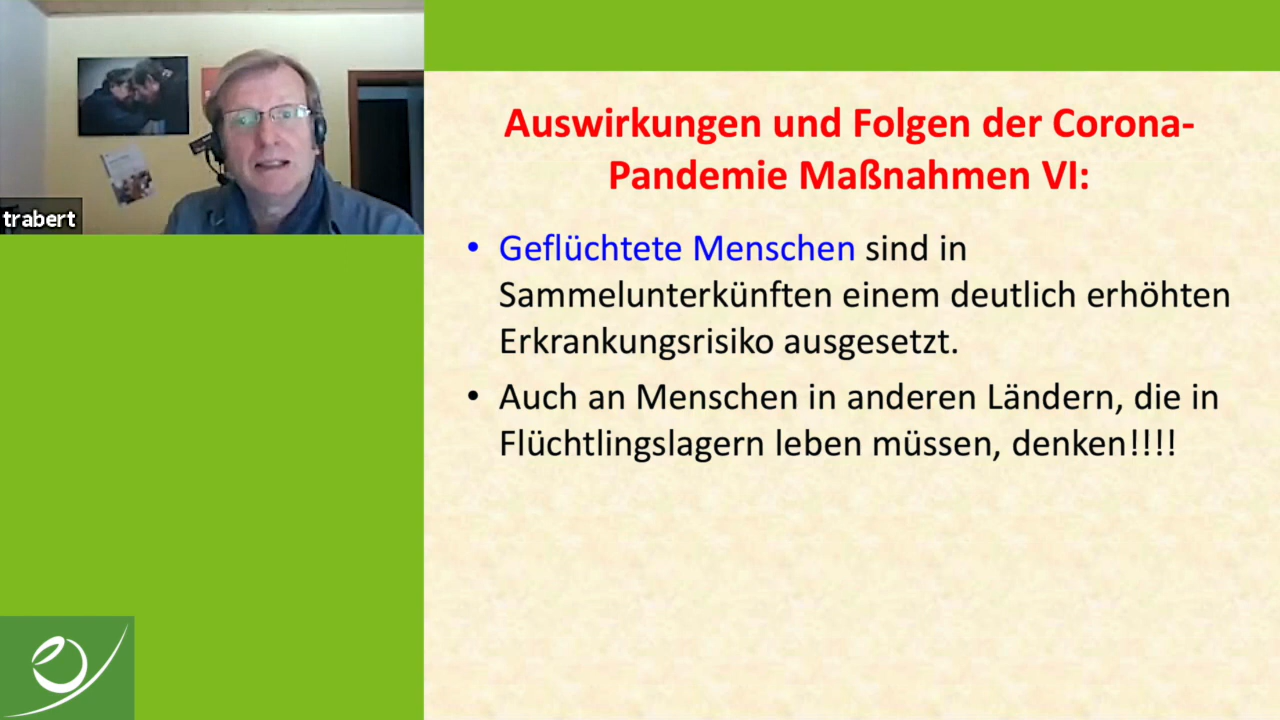 trabert
Auswirkungen und Folgen der Corona-
Pandemie Maßnahmen VI:
• Geflüchtete Menschen sind in
Sammelunterkünften einem deutlich erhöhten
Erkrankungsrisiko ausgesetzt.
• Auch an Menschen in anderen Ländern, die in
Flüchtlingslagern leben müssen, denken!!!!